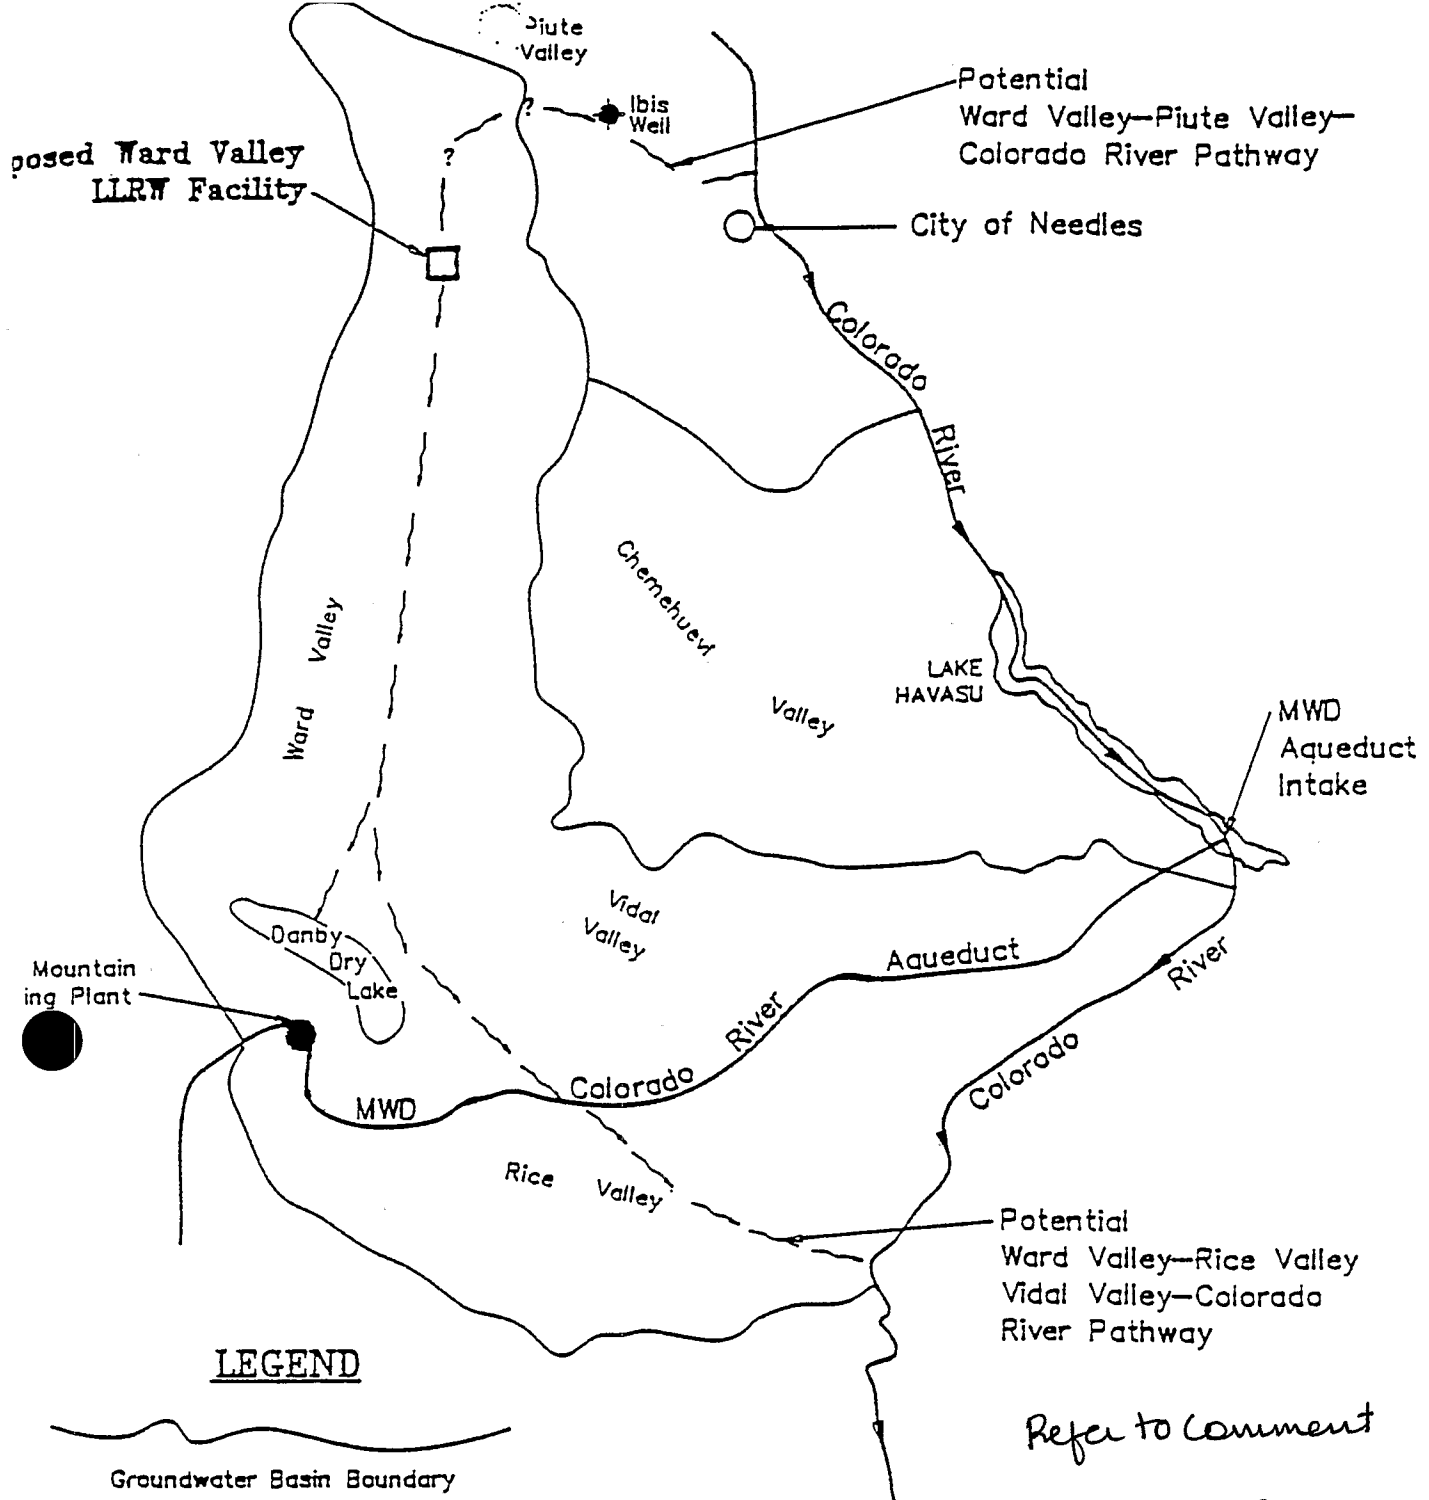 Piute
Valley
?
Ibis
Well
Potential
Ward Valley—Piute Valley—
Colorado River Pathway
posed Ward Valley
LLRW Facility
?
City of Needles
Colorado
River
Chemehuevi
Valley
Ward Valley
LAKE
HAVASU
MWD
Aqueduct
Intake
Vidal
Valley
Danby
Dry
Lake
Mountain
ing Plant
MWD Colorado River Aqueduct
Colorado River
Rice Valley
Potential
Ward Valley—Rice Valley
Vidal Valley—Colorado
River Pathway
LEGEND
Groundwater Basin Boundary
Refer to Comment